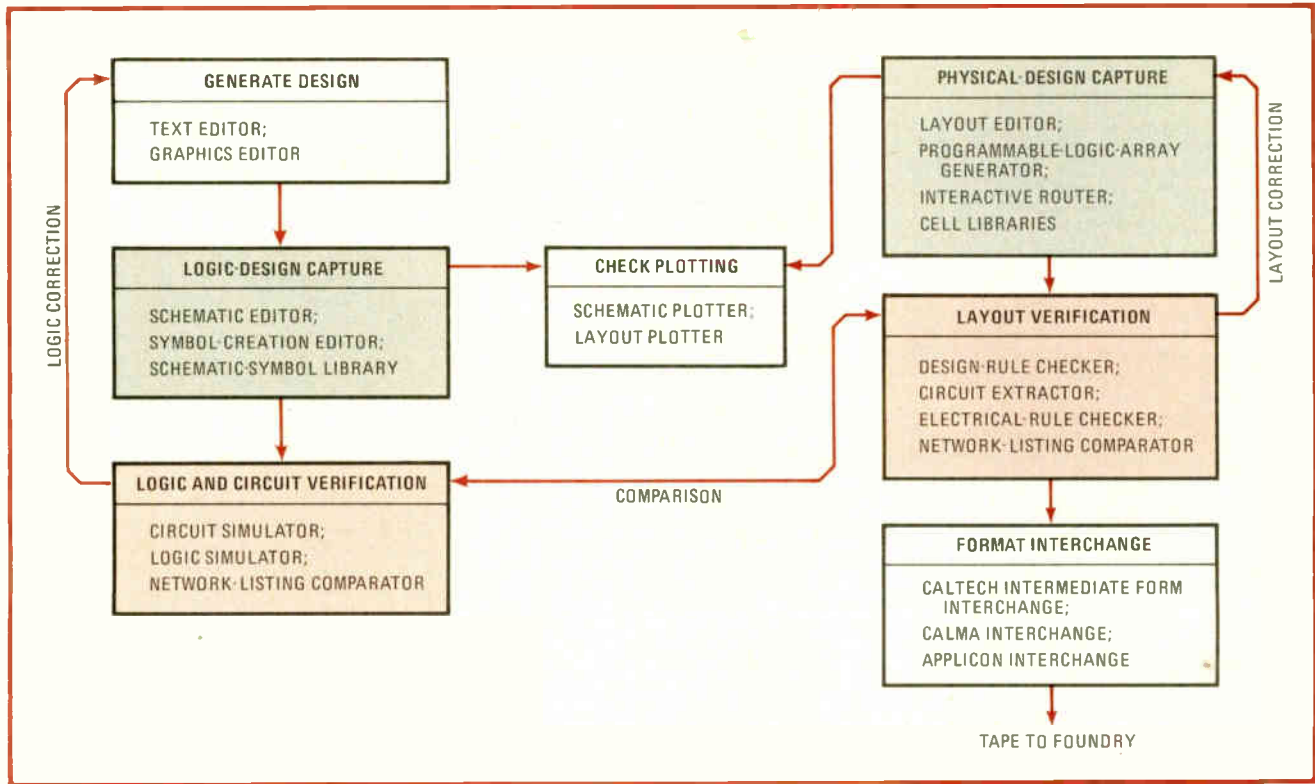 GENERATE DESIGN
TEXT EDITOR;
GRAPHICS EDITOR
LOGIC CORRECTION
LOGIC-DESIGN CAPTURE
SCHEMATIC EDITOR;
SYMBOL-CREATION EDITOR;
SCHEMATIC-SYMBOL LIBRARY
LOGIC AND CIRCUIT VERIFICATION
CIRCUIT SIMULATOR;
LOGIC SIMULATOR;
NETWORK-LISTING COMPARATOR
CHECK PLOTTING
SCHEMATIC PLOTTER;
LAYOUT PLOTTER
COMPARISON
PHYSICAL-DESIGN CAPTURE
LAYOUT EDITOR;
PROGRAMMABLE-LOGIC-ARRAY
GENERATOR;
INTERACTIVE ROUTER;
CELL LIBRARIES
LAYOUT CORRECTION
LAYOUT VERIFICATION
DESIGN-RULE CHECKER;
CIRCUIT EXTRACTOR;
ELECTRICAL-RULE CHECKER;
NETWORK-LISTING COMPARATOR
FORMAT INTERCHANGE
CALTECH INTERMEDIATE FORM
INTERCHANGE;
CALMA INTERCHANGE;
APPLICON INTERCHANGE
TAPE TO FOUNDRY